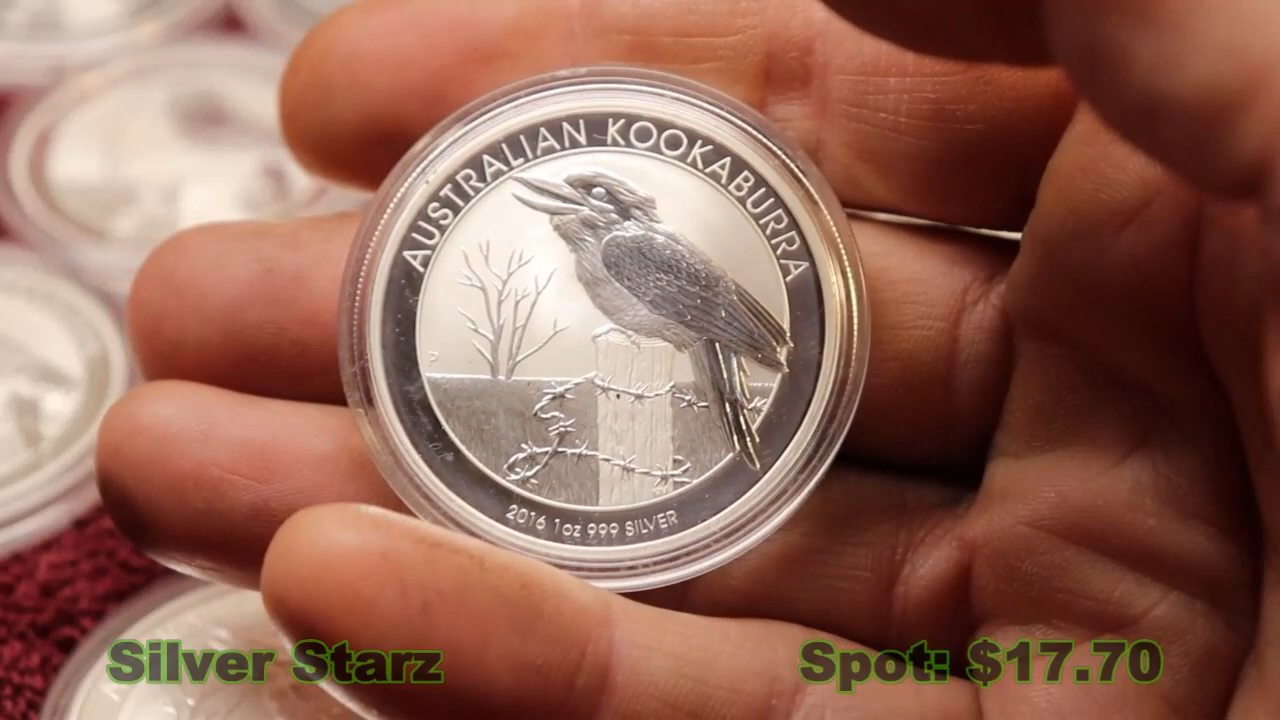 AUSTRALIAN KOOKABURRA
P
2016 1oz 999 SILVER
Silver Starz
Spot: $17.70